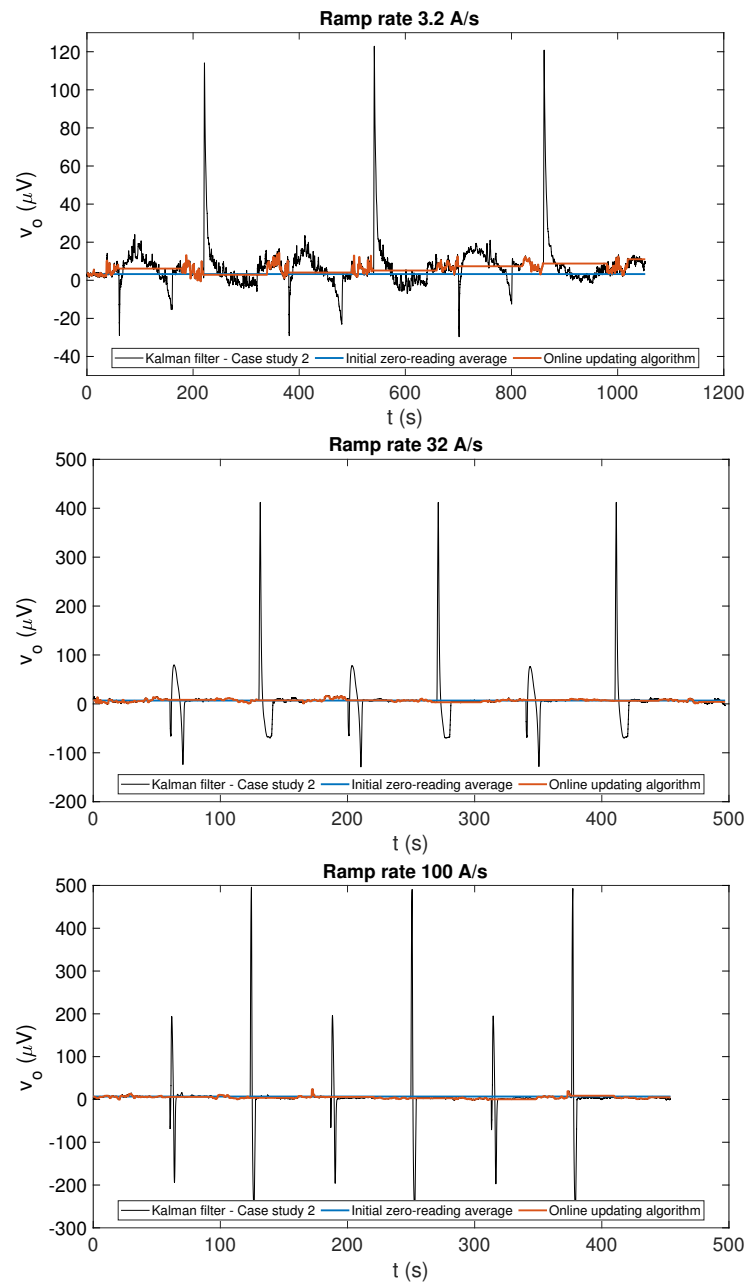 Ramp rate 3.2 A/s
120
100
80
60
40
20
0
-20
-40
v_o (μV)
Kalman filter - Case study 2 Initial zero-reading average Online updating algorithm
0 200 400 600 800 1000 1200
t (s)
Ramp rate 32 A/s
500
400
300
200
100
0
-100
-200
v_o (μV)
Kalman filter - Case study 2 Initial zero-reading average Online updating algorithm
0 100 200 300 400 500
t (s)
Ramp rate 100 A/s
500
400
300
200
100
0
-100
-200
-300
v_o (μV)
Kalman filter - Case study 2 Initial zero-reading average Online updating algorithm
0 100 200 300 400 500
t (s)